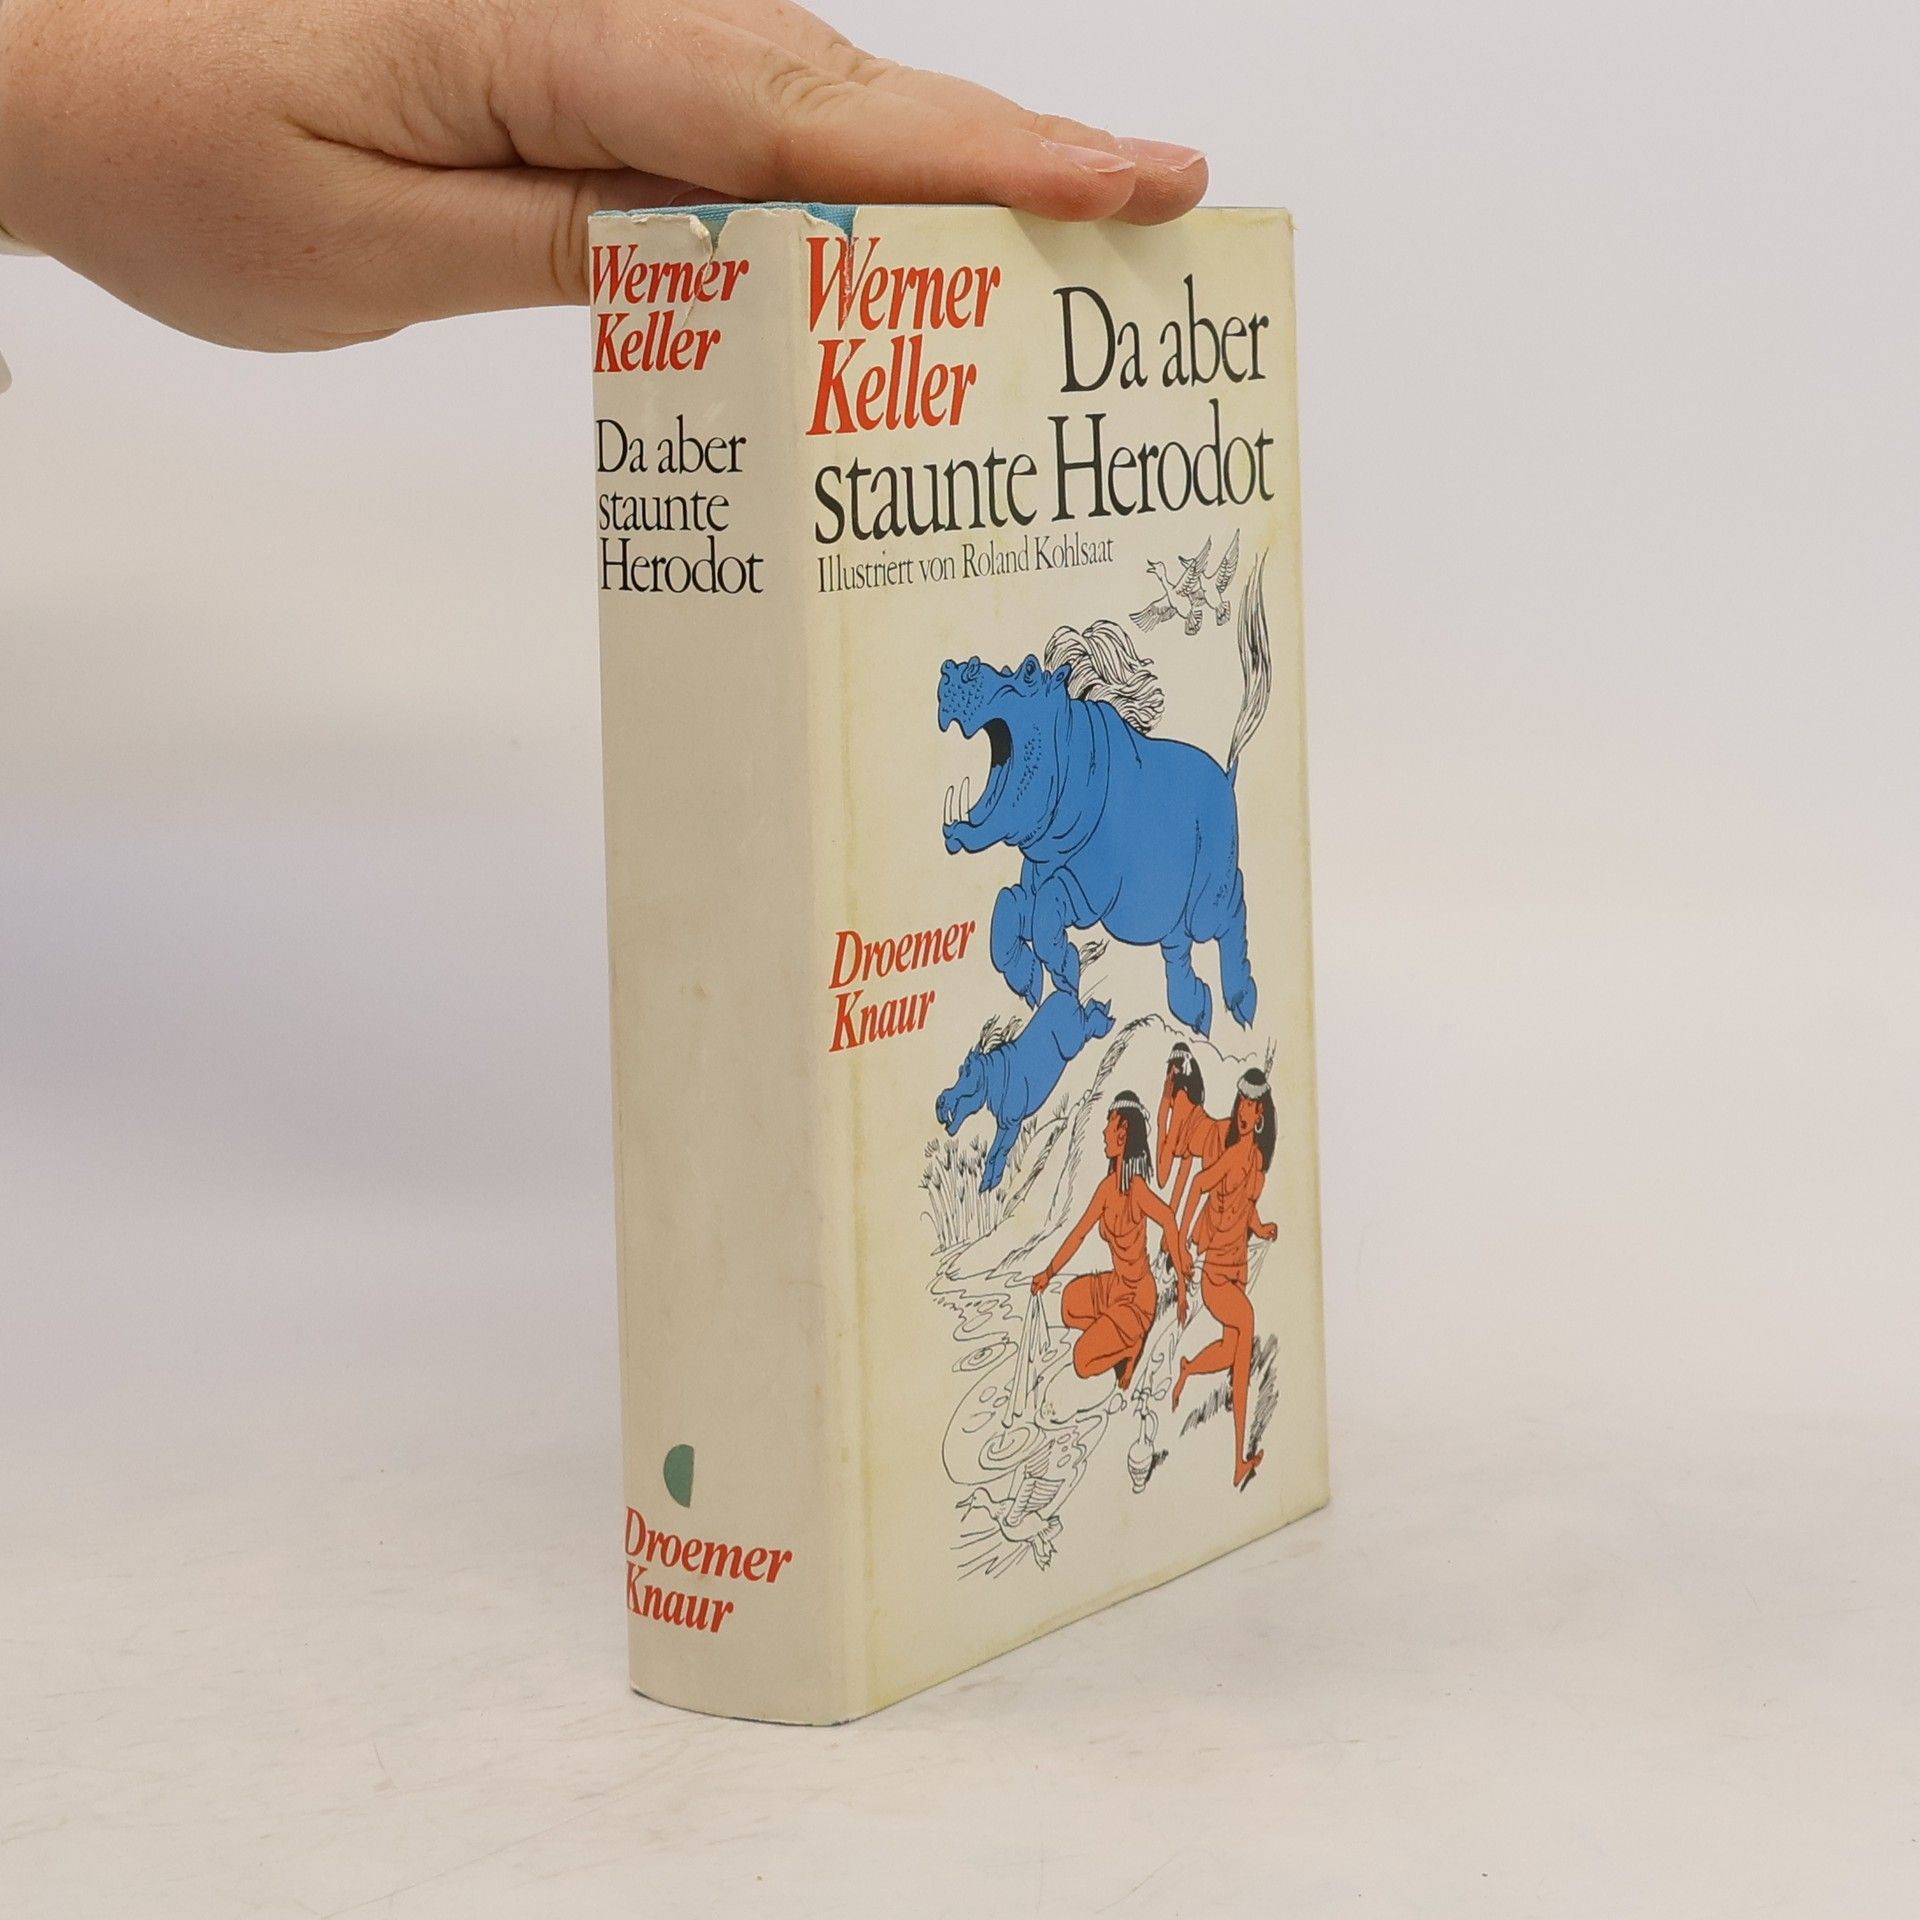 Werner
Keller
Da aber
staunte
Herodot
Droemer
Knaur
Werner
Keller
Da aber
staunte Herodot
Illustriert von Roland Kohlsaat
Droemer
Knaur